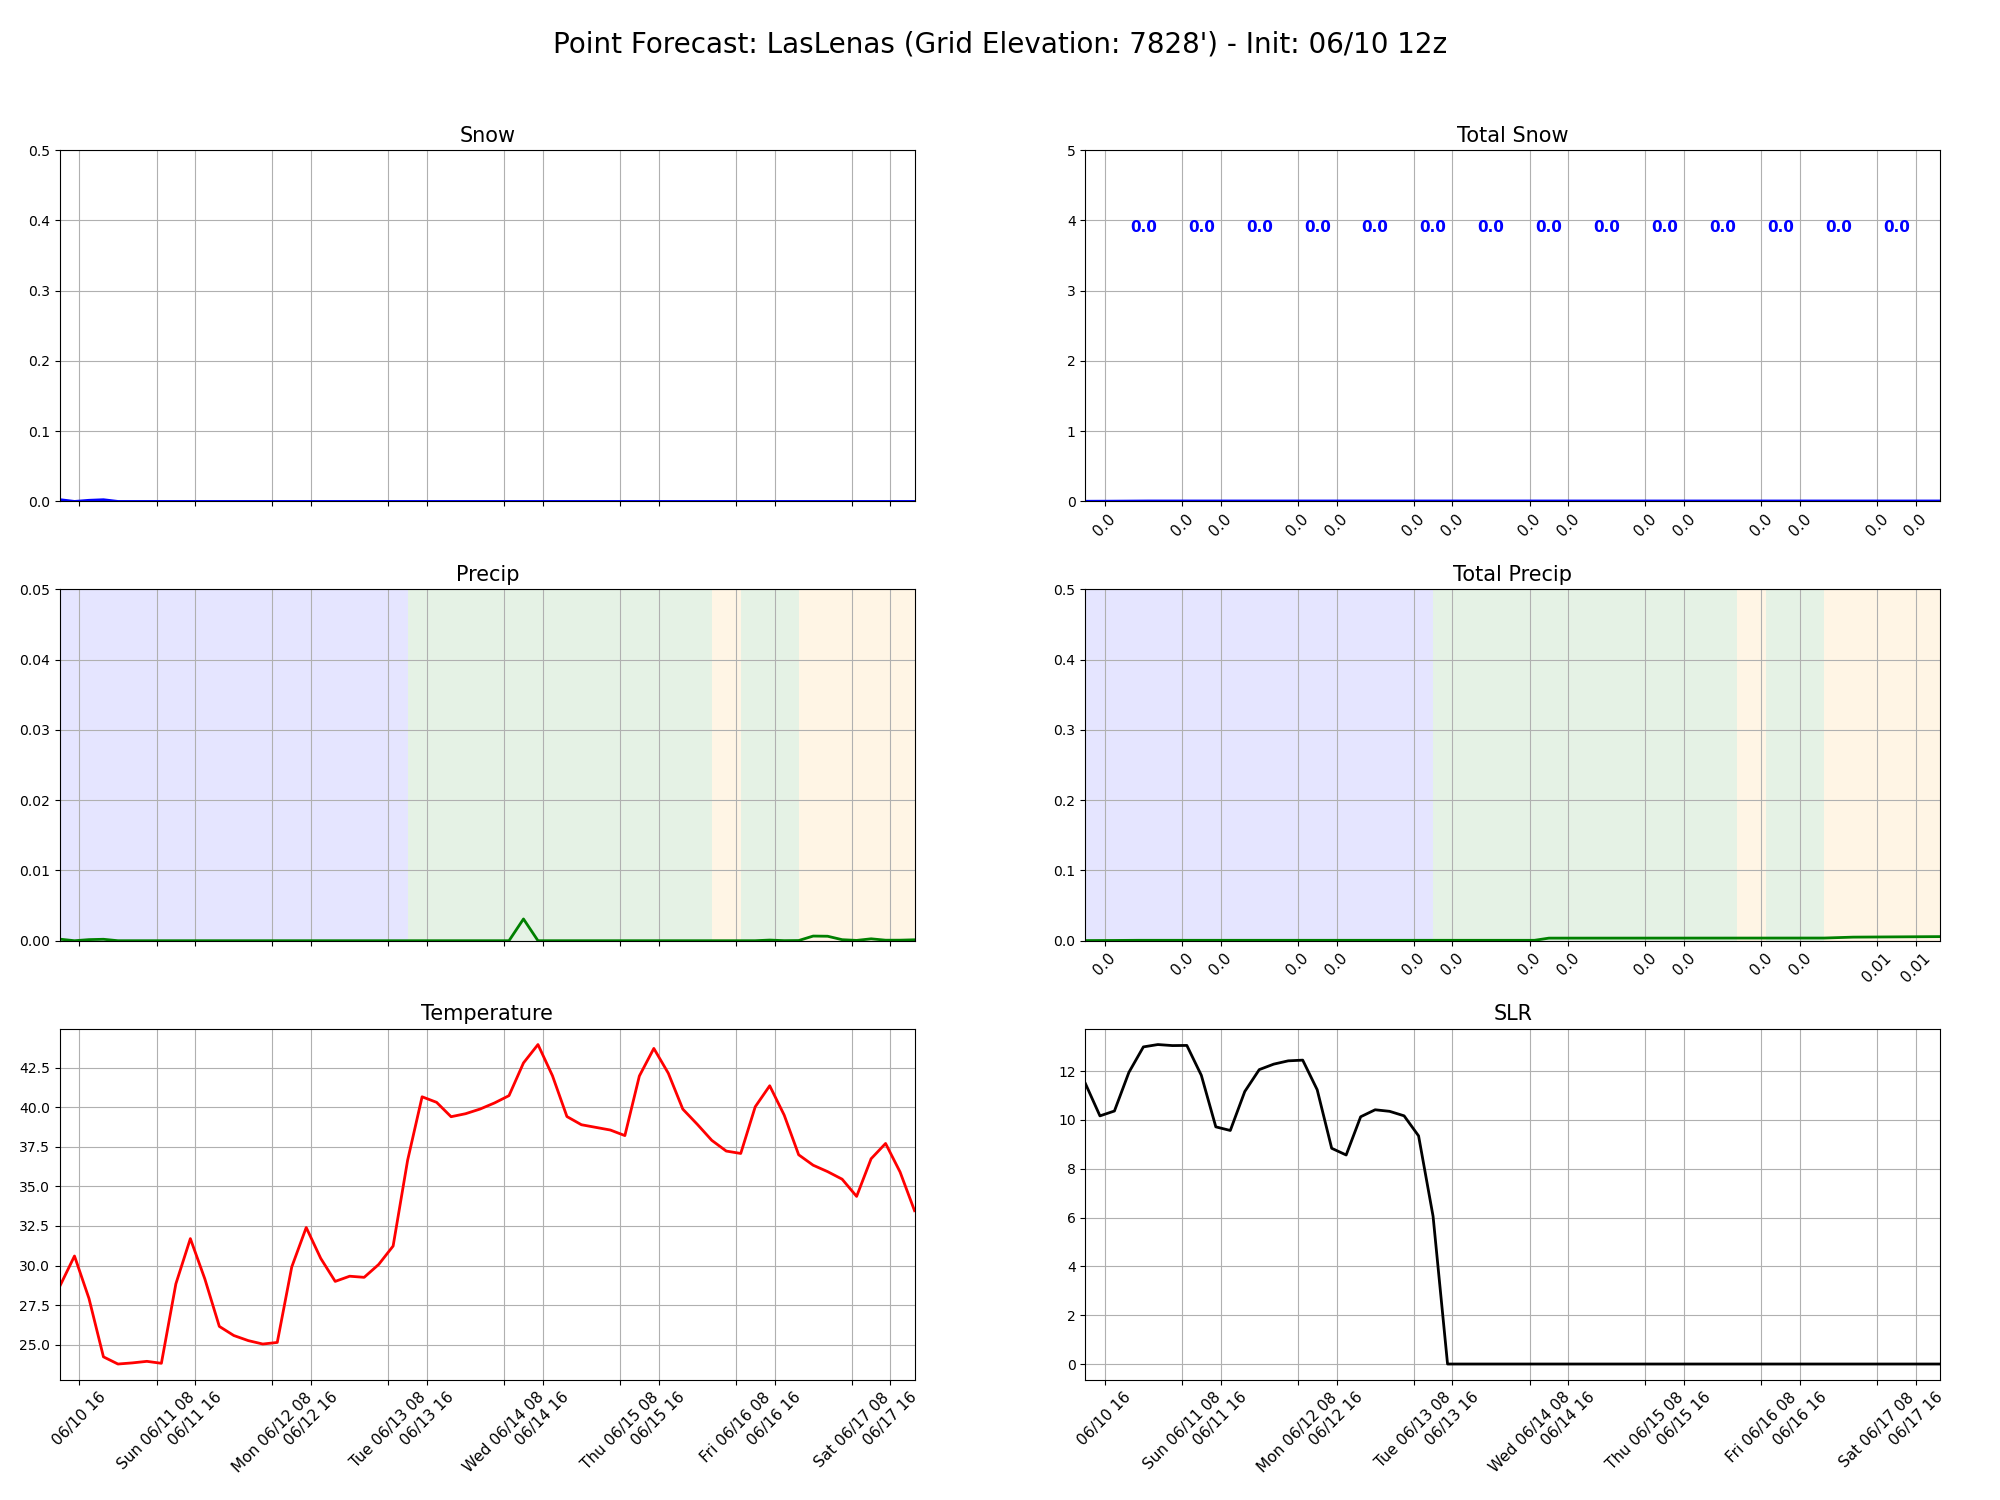 Point Forecast: LasLenas (Grid Elevation: 7828') - Init: 06/10 12z
Snow
0.5
0.4
0.3
0.2
0.1
0.0
Total Snow
5
4
3
2
1
0
0.0 0.0 0.0 0.0 0.0 0.0 0.0 0.0 0.0 0.0 0.0 0.0 0.0 0.0
0.0 0.0 0.0 0.0 0.0 0.0 0.0 0.0 0.0 0.0 0.0 0.0 0.0 0.0 0.0
Precip
0.05
0.04
0.03
0.02
0.01
0.00
Total Precip
0.5
0.4
0.3
0.2
0.1
0.0
0.0 0.0 0.0 0.0 0.0 0.0 0.0 0.0 0.0 0.0 0.0 0.0 0.0 0.01 0.01
Temperature
42.5
40.0
37.5
35.0
32.5
30.0
27.5
25.0
06/10 16
Sun 06/11 08
06/11 16
Mon 06/12 08
06/12 16
Tue 06/13 08
06/13 16
Wed 06/14 08
06/14 16
Thu 06/15 08
06/15 16
Fri 06/16 08
06/16 16
Sat 06/17 08
06/17 16
SLR
12
10
8
6
4
2
0
06/10 16
Sun 06/11 08
06/11 16
Mon 06/12 08
06/12 16
Tue 06/13 08
06/13 16
Wed 06/14 08
06/14 16
Thu 06/15 08
06/15 16
Fri 06/16 08
06/16 16
Sat 06/17 08
06/17 16